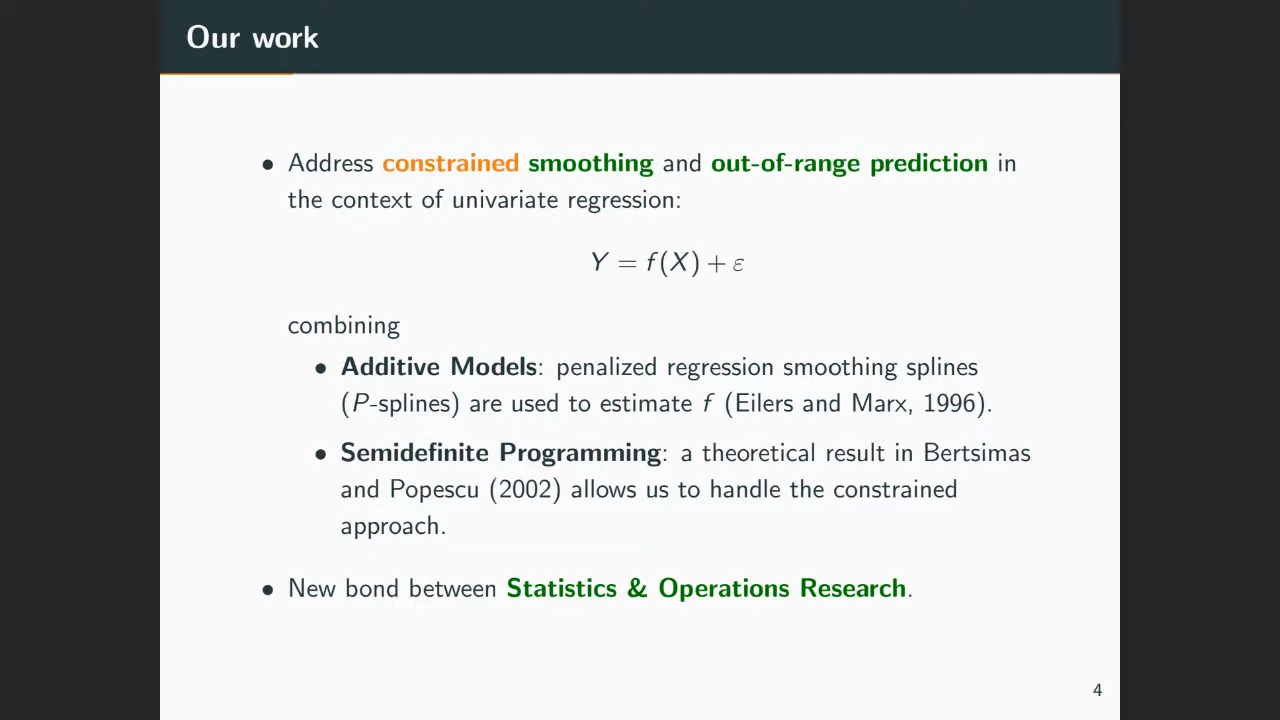 Our work
• Address constrained smoothing and out-of-range prediction in
the context of univariate regression:
Y = f(X) + ε
combining
• Additive Models: penalized regression smoothing splines
(P-splines) are used to estimate f (Eilers and Marx, 1996).
• Semidefinite Programming: a theoretical result in Bertsimas
and Popescu (2002) allows us to handle the constrained
approach.
• New bond between Statistics & Operations Research.
4